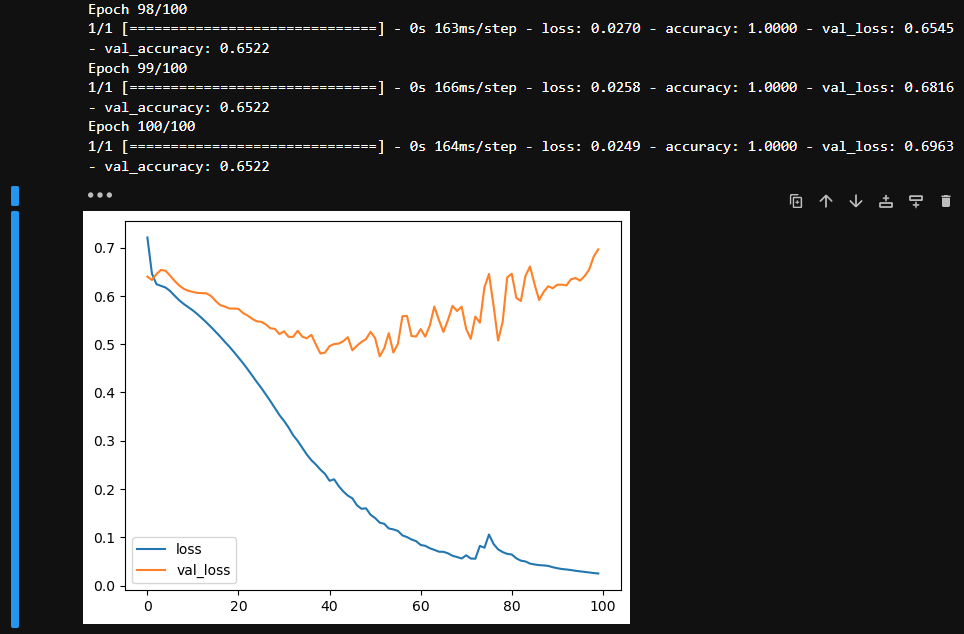 Epoch 98/100
1/1 [==============================] - 0s 163ms/step - loss: 0.0270 - accuracy: 1.0000 - val_loss: 0.6545
- val_accuracy: 0.6522
Epoch 99/100
1/1 [==============================] - 0s 166ms/step - loss: 0.0258 - accuracy: 1.0000 - val_loss: 0.6816
- val_accuracy: 0.6522
Epoch 100/100
1/1 [==============================] - 0s 164ms/step - loss: 0.0249 - accuracy: 1.0000 - val_loss: 0.6963
- val_accuracy: 0.6522
0.7
0.6
0.5
0.4
0.3
0.2
0.1
0.0
loss
val_loss
0 20 40 60 80 100